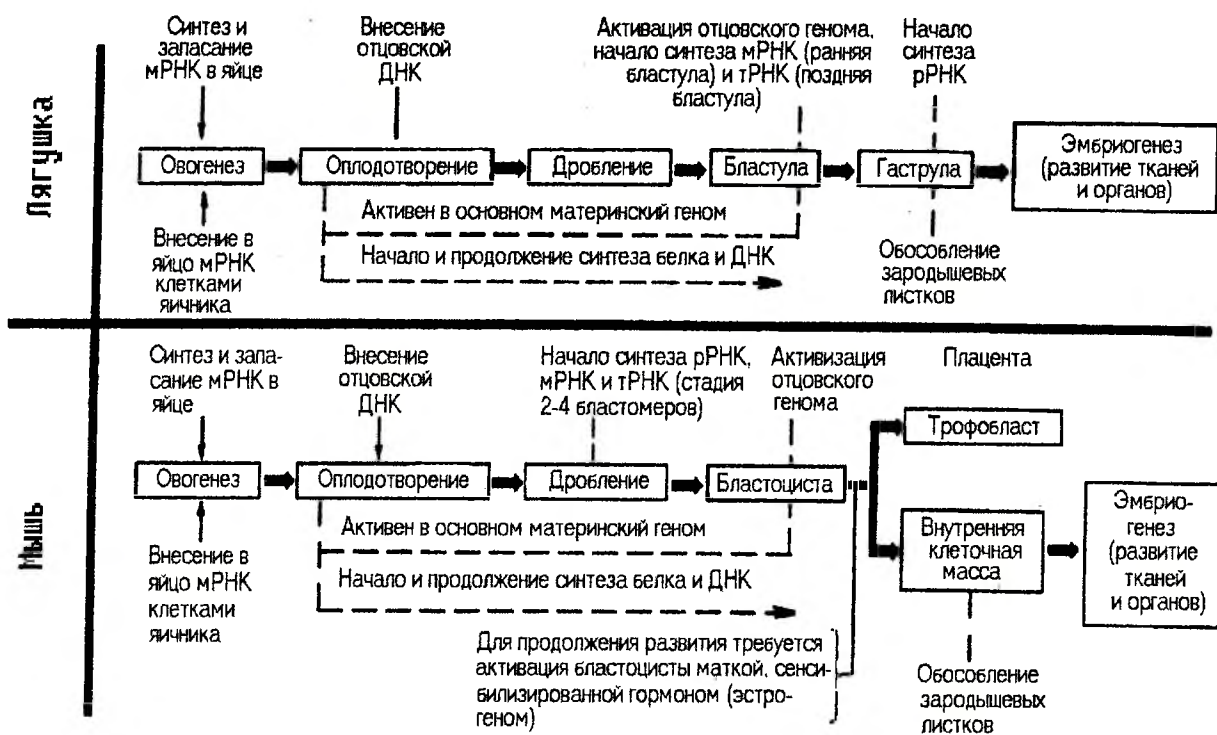 Лягушка
Синтез и
запасание
мРНК в яйце
Внесение
отцовской
ДНК
Активация отцовского генома,
начало синтеза мРНК (ранняя
бластула) и тРНК (поздняя
бластула)
Начало
синтеза
рРНК
Овогенез
Оплодотворение
Дробление
Бластула
Гаструла
Эмбриогенез
(развитие тканей
и органов)
Активен в основном материнский геном
Начало и продолжение синтеза белка и ДНК
Внесение в
яйцо мРНК
клетками
яичника
Обособление
зародышевых
листков
Мышь
Синтез и запа-
сание мРНК в
яйце
Внесение
отцовской
ДНК
Начало синтеза рРНК,
мРНК и тРНК (стадия
2-4 бластомеров)
Активизация
отцовского
генома
Плацента
Трофобласт
Овогенез
Оплодотворение
Дробление
Бластоциста
Внутренняя
клеточная
масса
Эмбрио-
генез
(развитие
тканей
и органов)
Активен в основном материнский геном
Начало и продолжение синтеза белка и ДНК
Внесение в
яйцо мРНК
клетками
яичника
Для продолжения развития требуется
активация бластоцисты маткой, сенси-
билизированной гормоном (эстро-
геном)
Обособление
зародышевых
листков